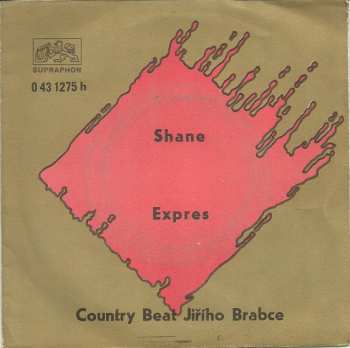 SUPRAPHON
0 43 1275 h
Shane
Expres
Country Beat Jiřího Brabce